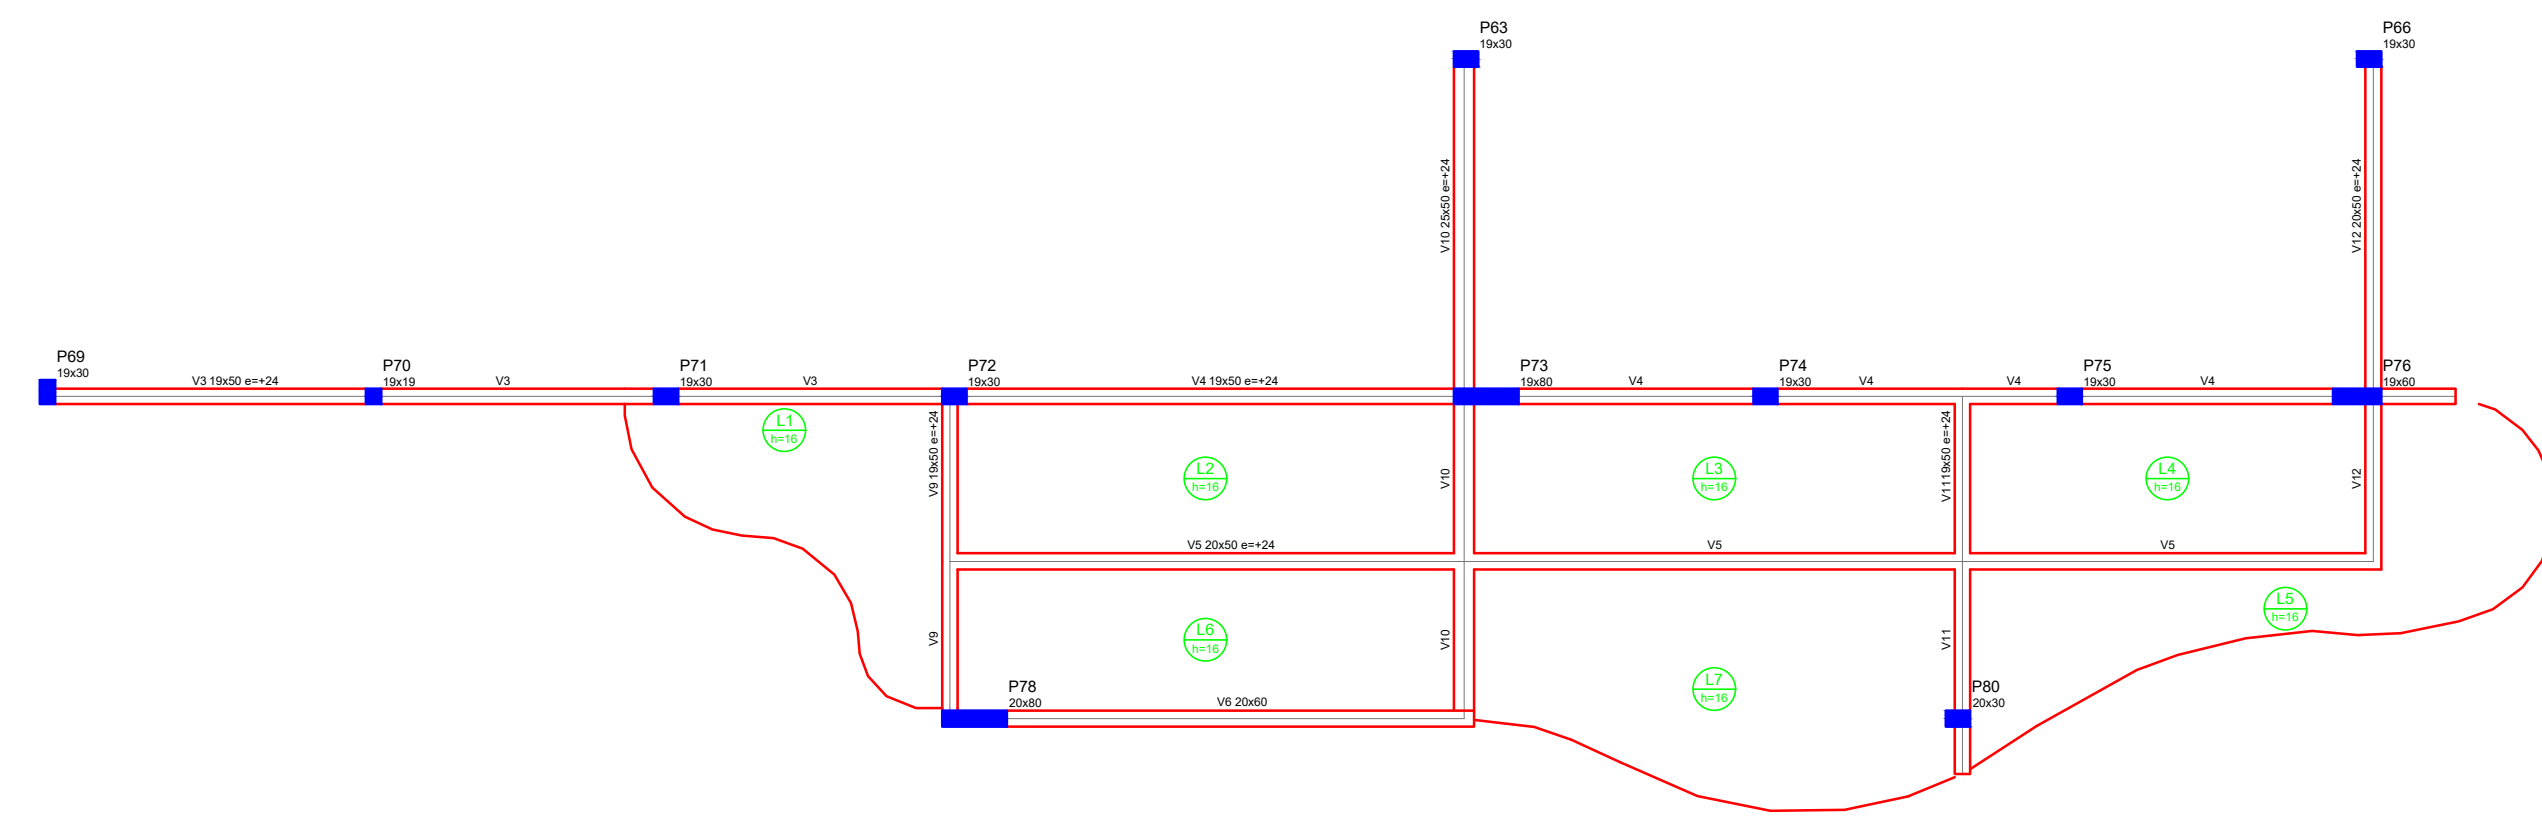 P63
19x30
P66
19x30
V10 25x50 e=+24
V12 20x50 e=+24
P69
19x30
V3 19x50 e=+24
P70
19x19
V3
P71
19x30
V3
P72
19x30
V4 19x50 e=+24
P73
19x80
V4
P74
19x30
V4
V4
P75
19x30
V4
P76
19x60
L1
h=16
V9 19x50 e=+24
L2
h=16
V10
L3
h=16
V11 19x50 e=+24
L4
h=16
V12
V5 20x50 e=+24
V5
V5
L5
h=16
V9
L6
h=16
V10
V11
L7
h=16
P78
20x80
V6 20x60
P80
20x30